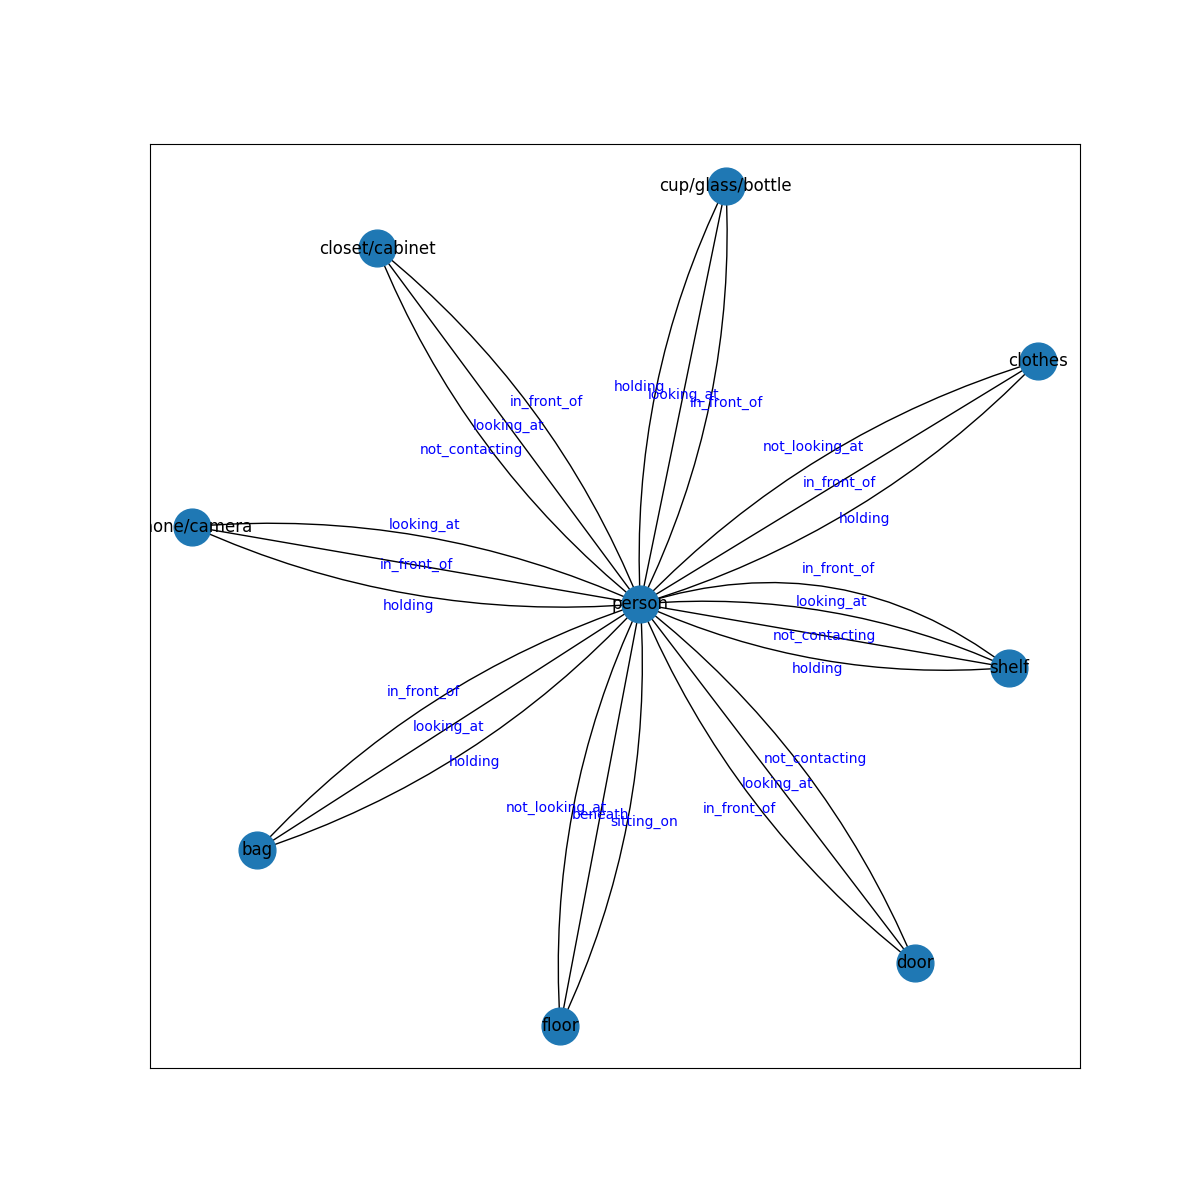 cup/glass/bottle
closet/cabinet
clothes
holding
looking_at
in_front_of
in_front_of
looking_at
not_contacting
not_looking_at
in_front_of
holding
one/camera
looking_at
in_front_of
holding
person
in_front_of
looking_at
not_contacting
holding
shelf
in_front_of
looking_at
holding
not_contacting
looking_at
in_front_of
not_looking_at
beneath
sitting_on
bag
door
floor